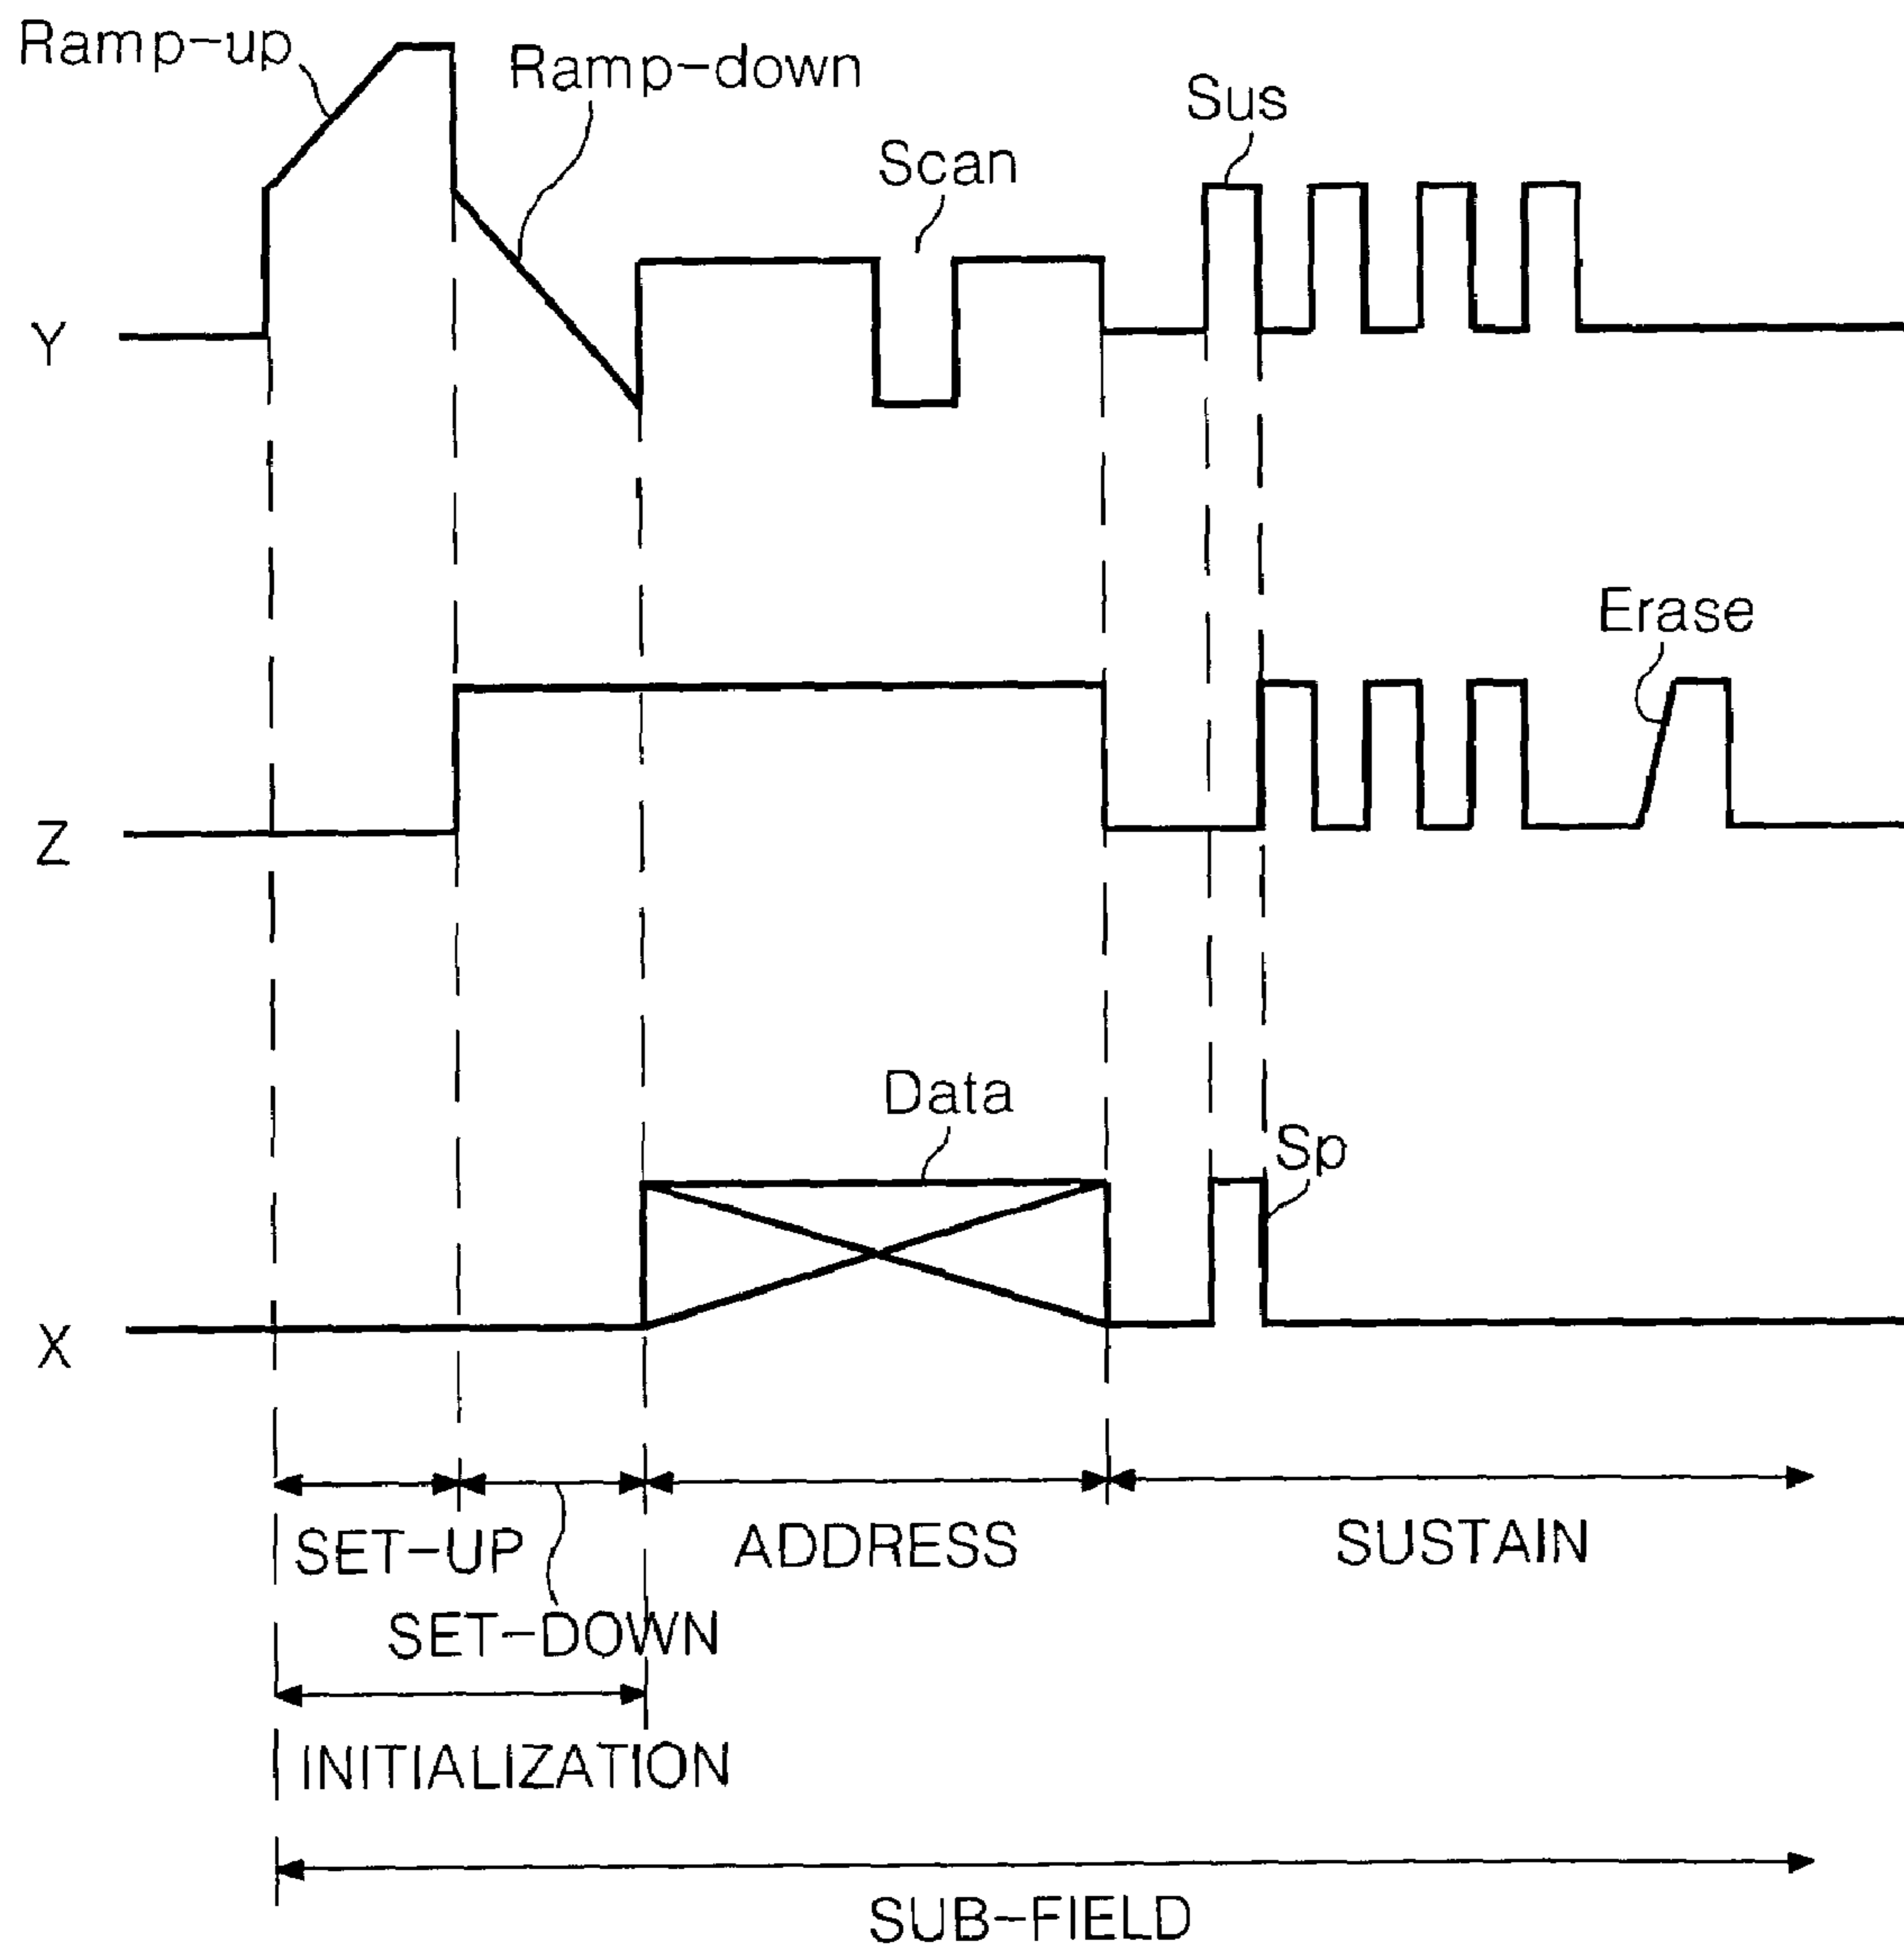 Ramp-up
Ramp-down
Sus
Scan
Y
Erase
Z
Data
Sp
X
SET-UP
ADDRESS
SUSTAIN
SET-DOWN
INITIALIZATION
SUB-FIELD